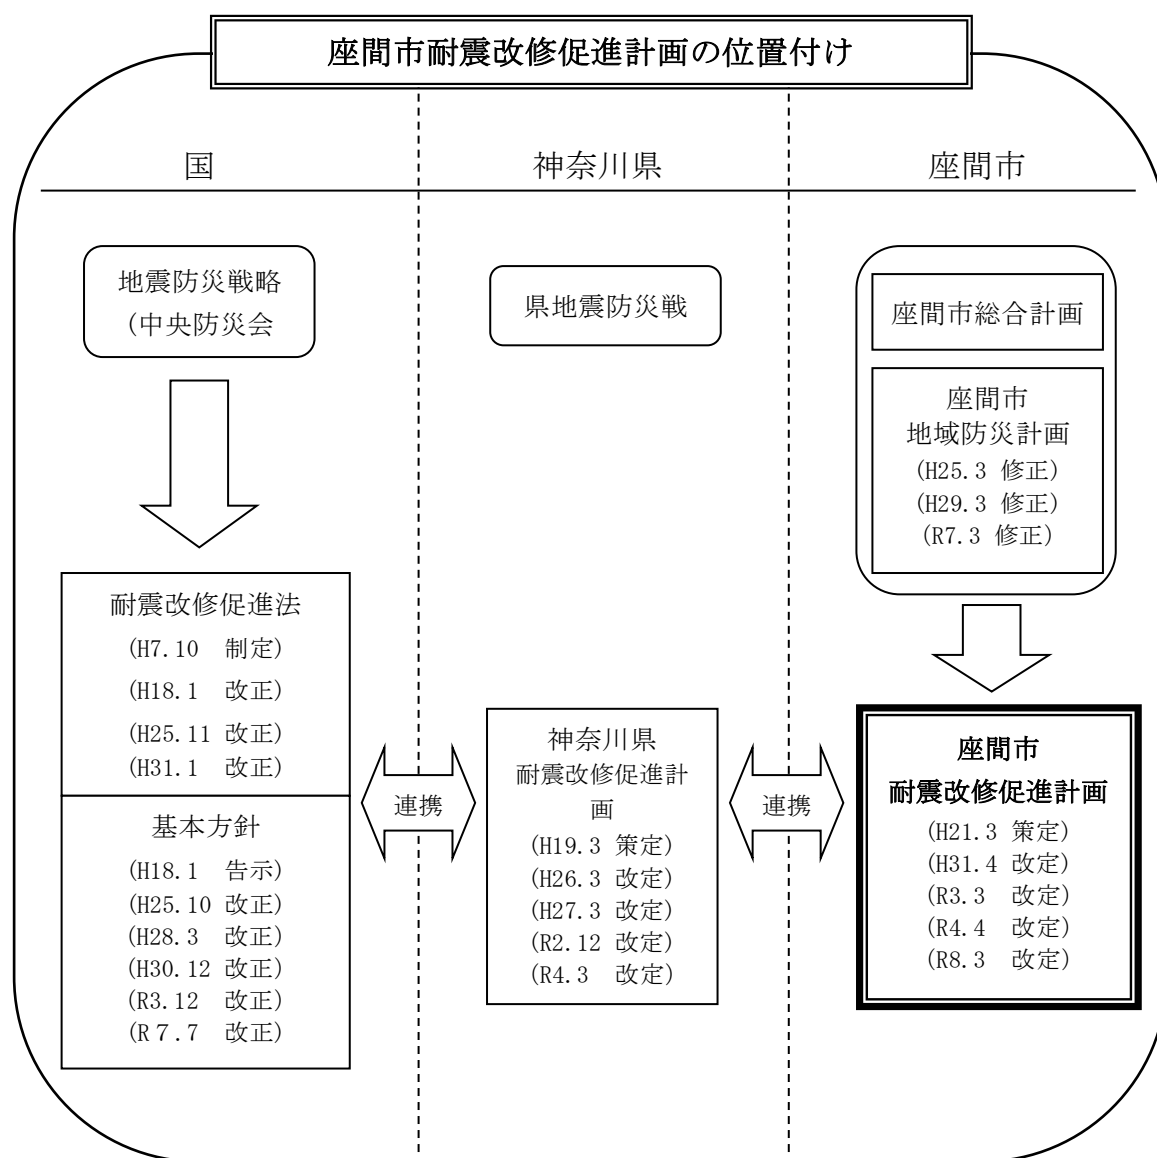 座間市耐震改修促進計画の位置付け
国
神奈川県
座間市
地震防災戦略
(中央防災会
耐震改修促進法
(H7.10 制定)
(H18.1 改正)
(H25.11 改正)
(H31.1 改正)
基本方針
(H18.1 告示)
(H25.10 改正)
(H28.3 改正)
(H30.12 改正)
(R3.12 改正)
(R７.7 改正)
連携
県地震防災戦
神奈川県
耐震改修促進計
画
(H19.3 策定)
(H26.3 改定)
(H27.3 改定)
(R2.12 改定)
(R4.3 改定)
連携
座間市総合計画
座間市
地域防災計画
(H25.3 修正)
(H29.3 修正)
(R7.3 修正)
座間市
耐震改修促進計画
(H21.3 策定)
(H31.4 改定)
(R3.3 改定)
(R4.4 改定)
(R8.3 改定)